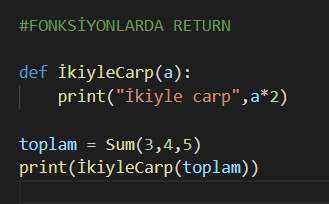 #FONKSİYONLARDA RETURN
def İkiyleCarp(a):
print("İkiyle carp",a*2)
toplam = Sum(3,4,5)
print(İkiyleCarp(toplam))